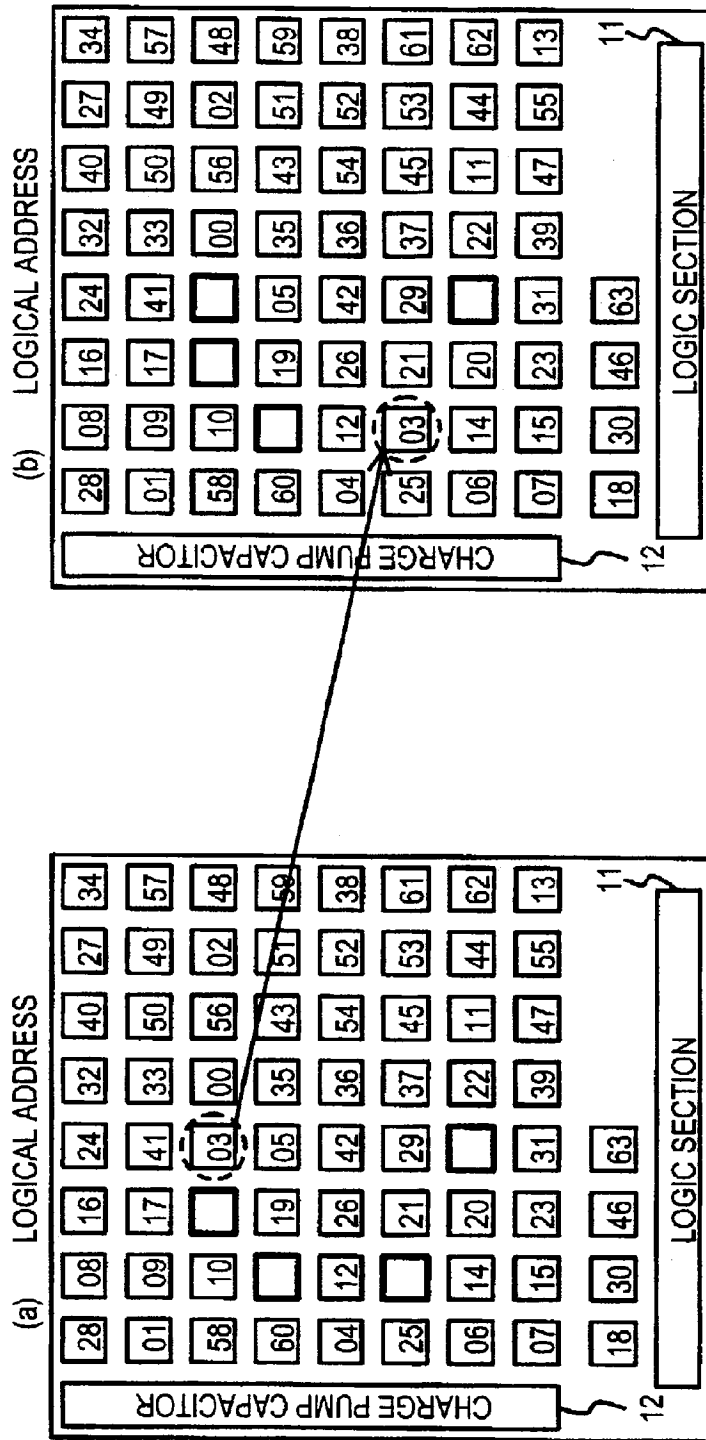 (a) LOGICAL ADDRESS
28 08 16 24 32 40 27 34
01 09 17 41 33 50 49 57
58 10 03 00 56 02 48
60 19 05 35 43 51 59
04 12 26 42 36 54 52 38
25 21 29 37 45 53 61
06 14 20 22 11 44 62
07 15 23 31 39 47 55 13
18 30 46 63
CHARGE PUMP CAPACITOR
12
11
LOGIC SECTION
(b) LOGICAL ADDRESS
28 08 16 24 32 40 27 34
01 09 17 41 33 50 49 57
58 10 00 56 02 48
60 19 05 35 43 51 59
04 12 26 42 36 54 52 38
25 03 21 29 37 45 53 61
06 14 20 22 11 44 62
07 15 23 31 39 47 55 13
18 30 46 63
CHARGE PUMP CAPACITOR
12
11
LOGIC SECTION